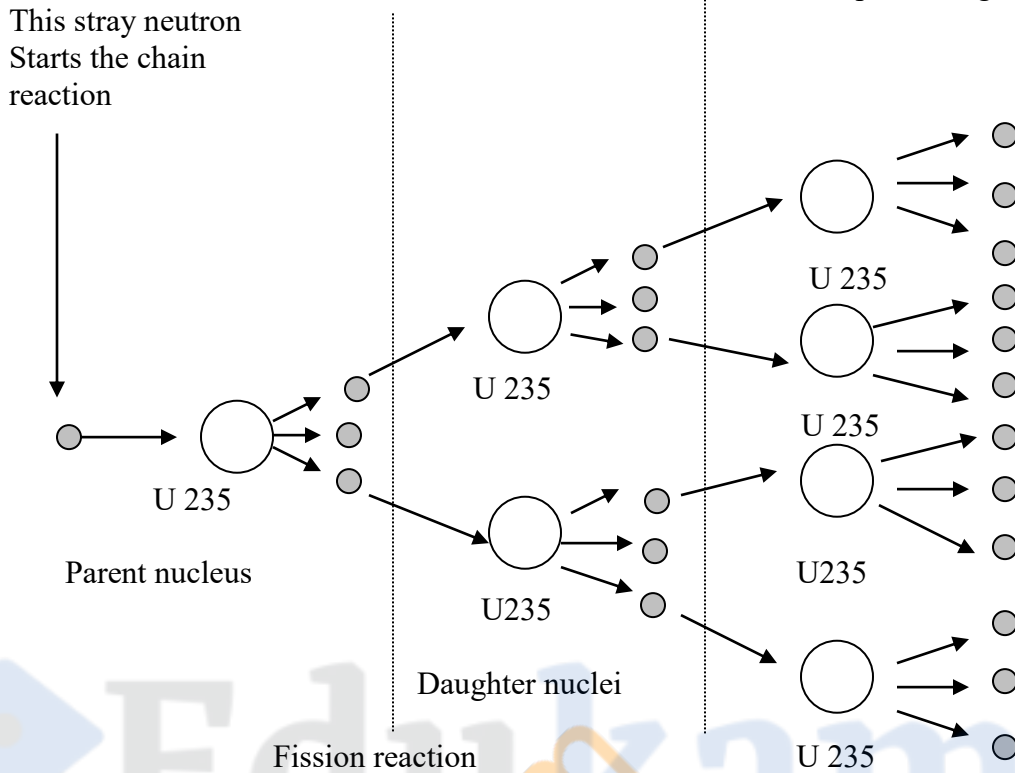 This stray neutron
Starts the chain
reaction
U 235
U 235
U 235
U 235
Parent nucleus
U235
U235
Daughter nuclei
Fission reaction
U 235